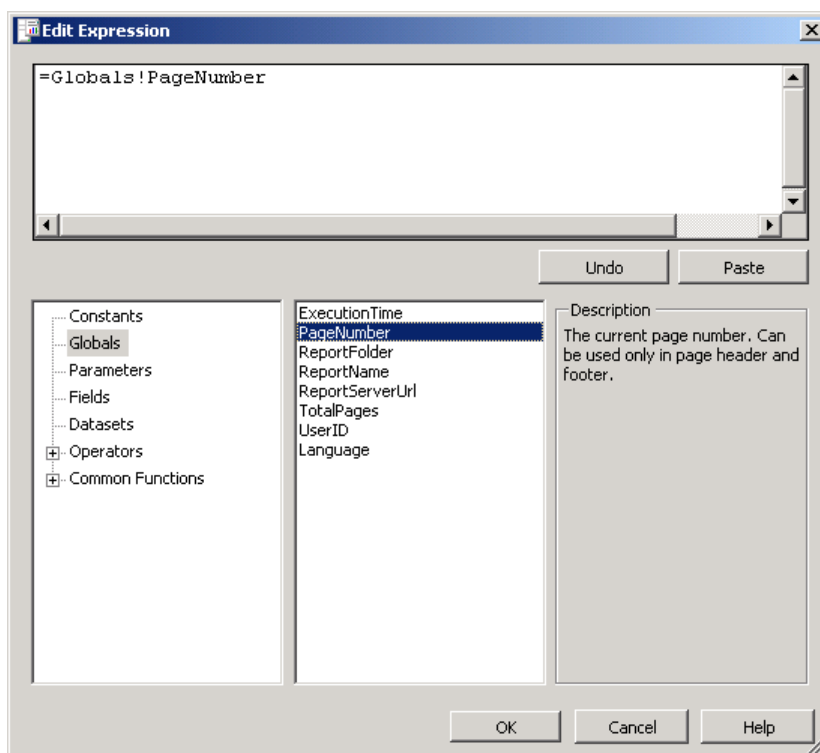 Edit Expression
=Globals!PageNumber
Undo
Paste
Constants
Globals
Parameters
Fields
Datasets
Operators
Common Functions
ExecutionTime
PageNumber
ReportFolder
ReportName
ReportServerUrl
TotalPages
UserID
Language
Description
The current page number. Can
be used only in page header and
footer.
OK
Cancel
Help